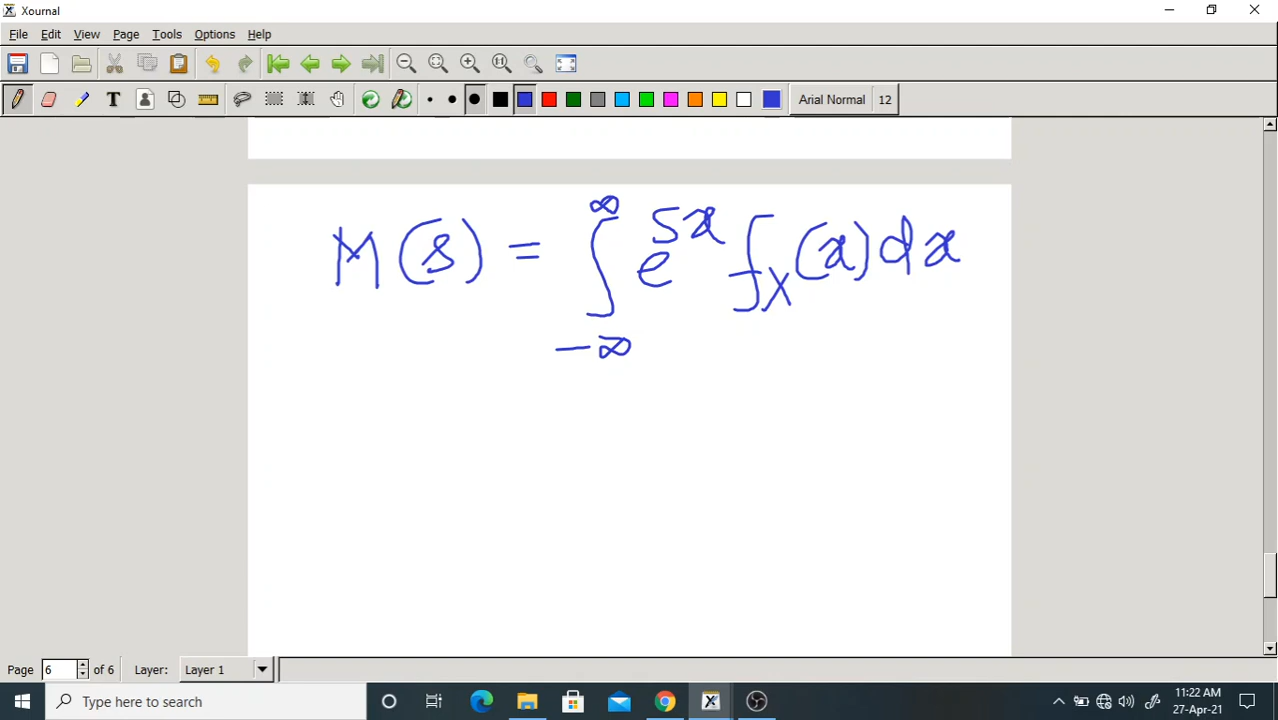 Xournal
File Edit View Page Tools Options Help
Arial Normal 12
M(s) = ∫_{-∞}^{∞} e^{sx} f_X(x) dx
Page 6 of 6 Layer: Layer 1
Type here to search
11:22 AM
27-Apr-21